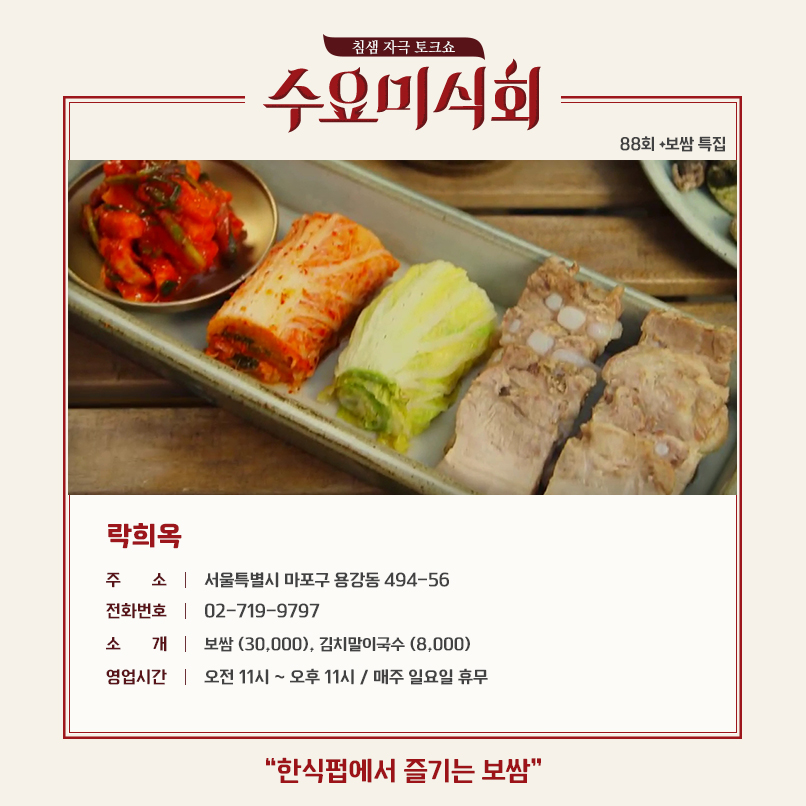 침샘 자극 토크쇼
수요미식회
88회 +보쌈 특집
락희옥
주 소 | 서울특별시 마포구 용강동 494-56
전화번호 | 02-719-9797
소 개 | 보쌈 (30,000), 김치말이국수 (8,000)
영업시간 | 오전 11시 ~ 오후 11시 / 매주 일요일 휴무
“한식펍에서 즐기는 보쌈”